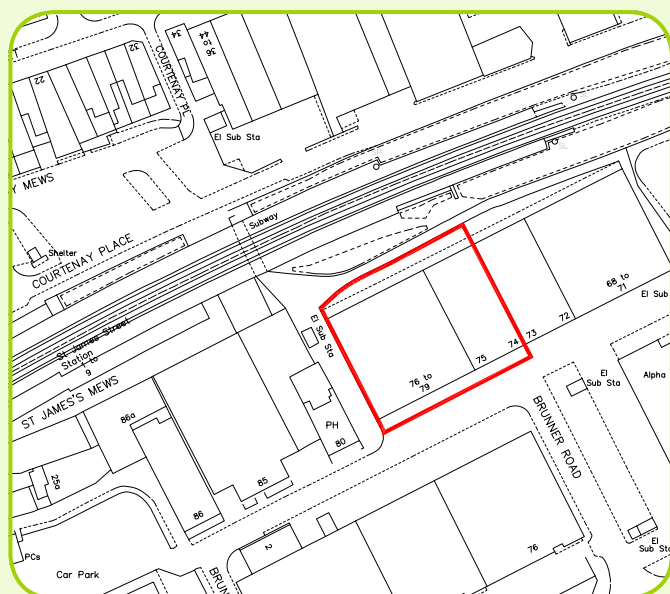 32
34
44
to
36
22
COURTENAY PL
El Sub Sta
Y MEWS
SL
Subway
COURTENAY PLACE
Shelter
68 to
71
El Sub
El Sub Sta
St James Street
Station
1 to
9
72
73
74
75
76 to
79
ST JAMES'S MEWS
El
Sub Sta
Alpha
86a
PH
80
BRUNNER ROAD
25a
85
86
2
76
El
Sub Sta
PCs
Car Park
BRUN